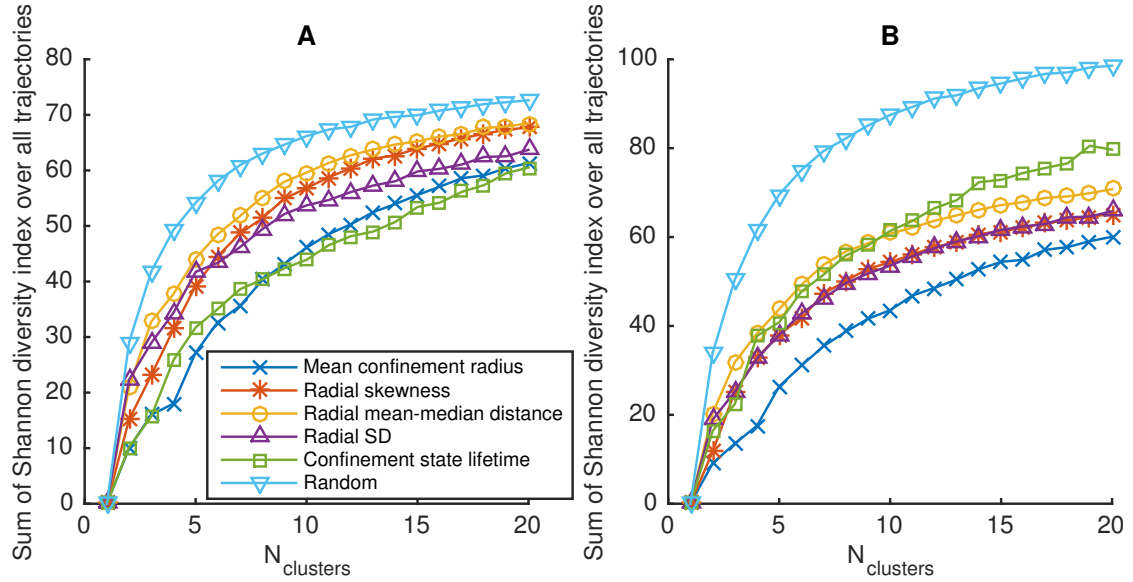 A
Sum of Shannon diversity index over all trajectories
80
70
60
50
40
30
20
10
0
0
5
10
15
20
N_clusters
Mean confinement radius
Radial skewness
Radial mean-median distance
Radial SD
Confinement state lifetime
Random
B
Sum of Shannon diversity index over all trajectories
100
80
60
40
20
0
0
5
10
15
20
N_clusters